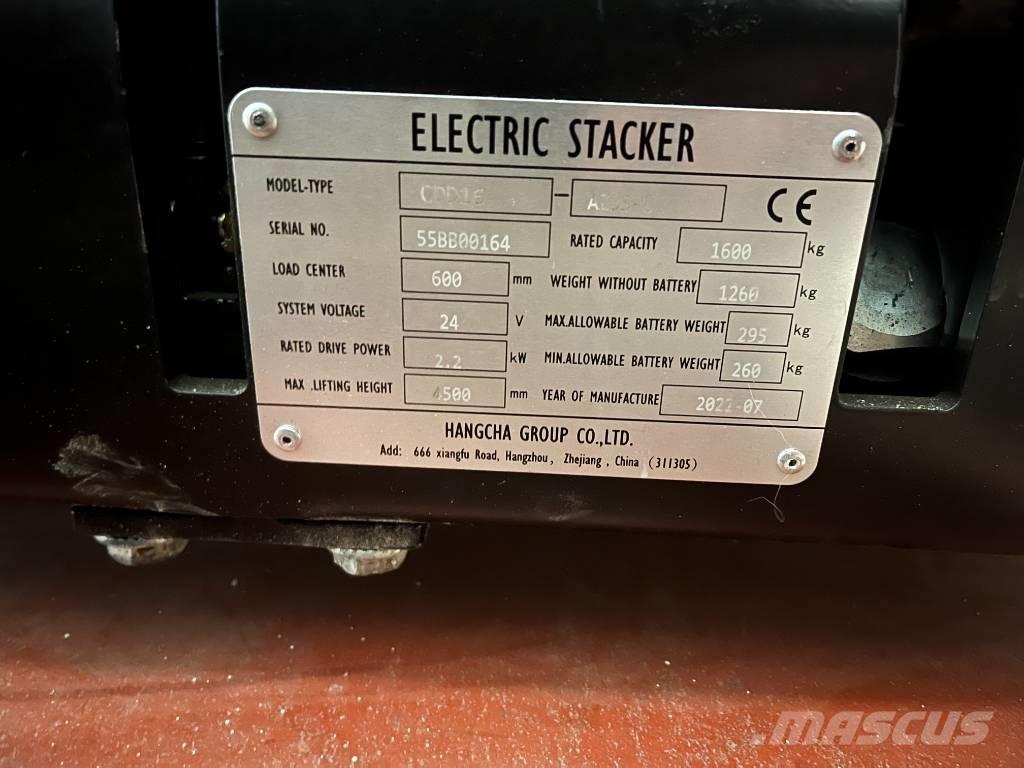 ELECTRIC STACKER
MODEL-TYPE CDD16 - CE
SERIAL NO. 55BB00164 RATED CAPACITY 1600 kg
LOAD CENTER 600 mm WEIGHT WITHOUT BATTERY 1260 kg
SYSTEM VOLTAGE 24 V MAX.ALLOWABLE BATTERY WEIGHT 295 kg
RATED DRIVE POWER 2.2 kW MIN.ALLOWABLE BATTERY WEIGHT 260 kg
MAX .LIFTING HEIGHT 4500 mm YEAR OF MANUFACTURE 2022-07
HANGCHA GROUP CO.,LTD.
Add: 666 xiangfu Road, Hangzhou, Zhejiang , China (311305)
MASCUS